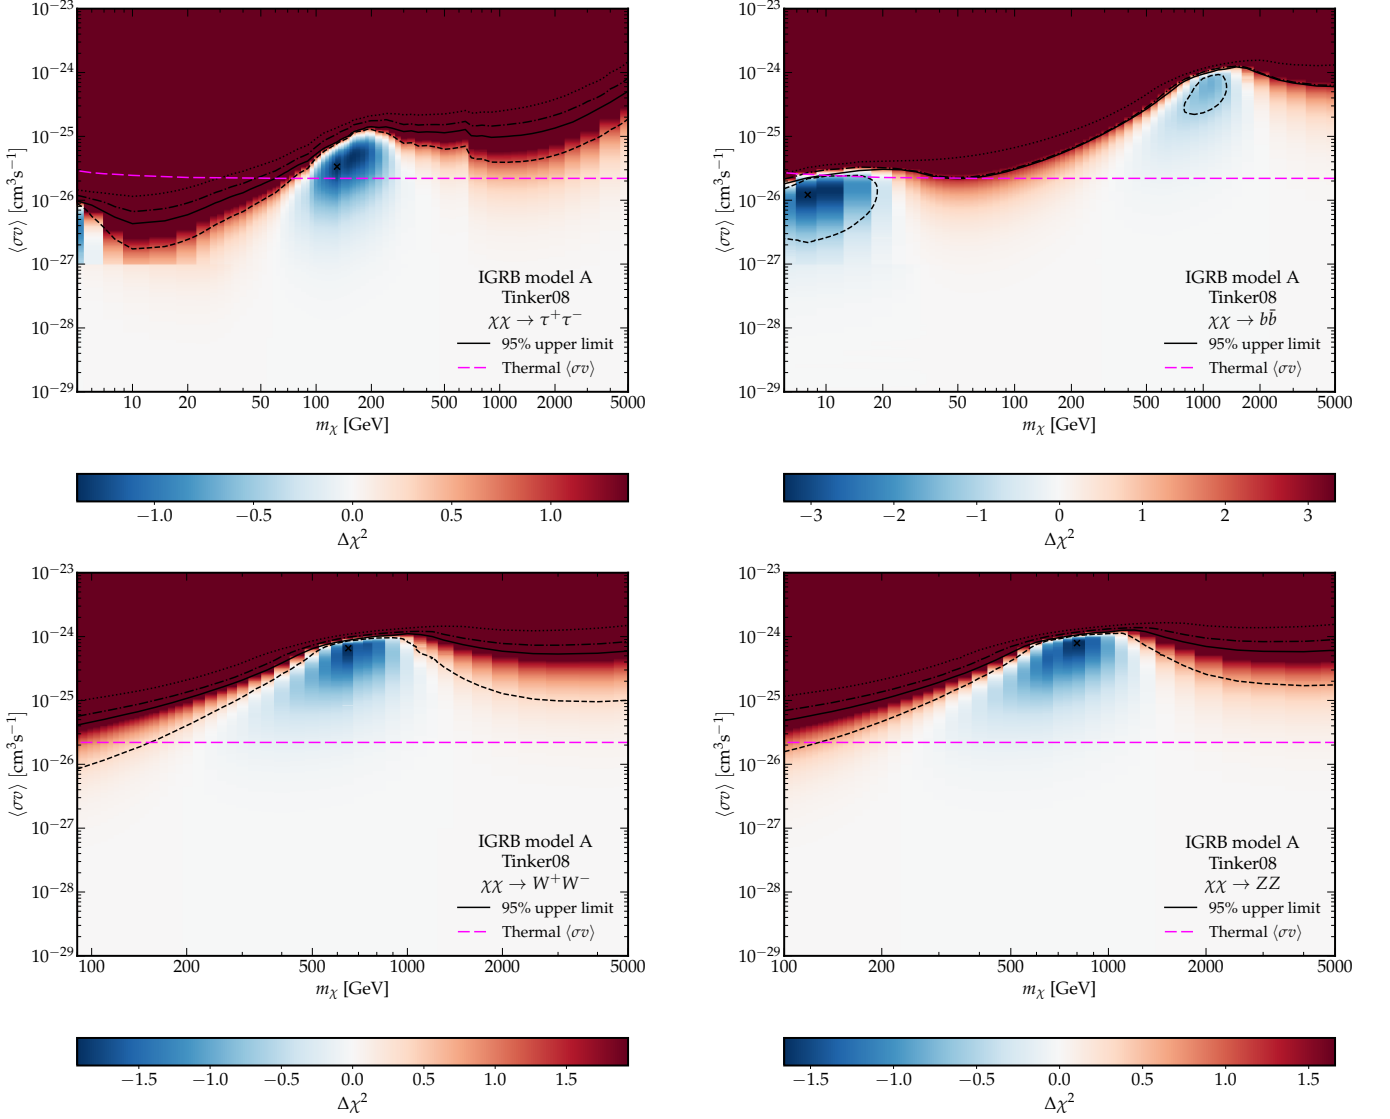 10⁻²³
10⁻²⁴
10⁻²⁵
10⁻²⁶
10⁻²⁷
10⁻²⁸
10⁻²⁹
⟨σv⟩ [cm³s⁻¹]
IGRB model A
Tinker08
χχ → τ⁺τ⁻
95% upper limit
Thermal ⟨σv⟩
10 20 50 100 200 500 1000 2000 5000
mχ [GeV]
−1.0 −0.5 0.0 0.5 1.0
Δχ²
10⁻²³
10⁻²⁴
10⁻²⁵
10⁻²⁶
10⁻²⁷
10⁻²⁸
10⁻²⁹
⟨σv⟩ [cm³s⁻¹]
IGRB model A
Tinker08
χχ → bb̄
95% upper limit
Thermal ⟨σv⟩
10 20 50 100 200 500 1000 2000 5000
mχ [GeV]
−3 −2 −1 0 1 2 3
Δχ²
10⁻²³
10⁻²⁴
10⁻²⁵
10⁻²⁶
10⁻²⁷
10⁻²⁸
10⁻²⁹
⟨σv⟩ [cm³s⁻¹]
IGRB model A
Tinker08
χχ → W⁺W⁻
95% upper limit
Thermal ⟨σv⟩
100 200 500 1000 2000 5000
mχ [GeV]
−1.5 −1.0 −0.5 0.0 0.5 1.0 1.5
Δχ²
10⁻²³
10⁻²⁴
10⁻²⁵
10⁻²⁶
10⁻²⁷
10⁻²⁸
10⁻²⁹
⟨σv⟩ [cm³s⁻¹]
IGRB model A
Tinker08
χχ → ZZ
95% upper limit
Thermal ⟨σv⟩
100 200 500 1000 2000 5000
mχ [GeV]
−1.5 −1.0 −0.5 0.0 0.5 1.0 1.5
Δχ²